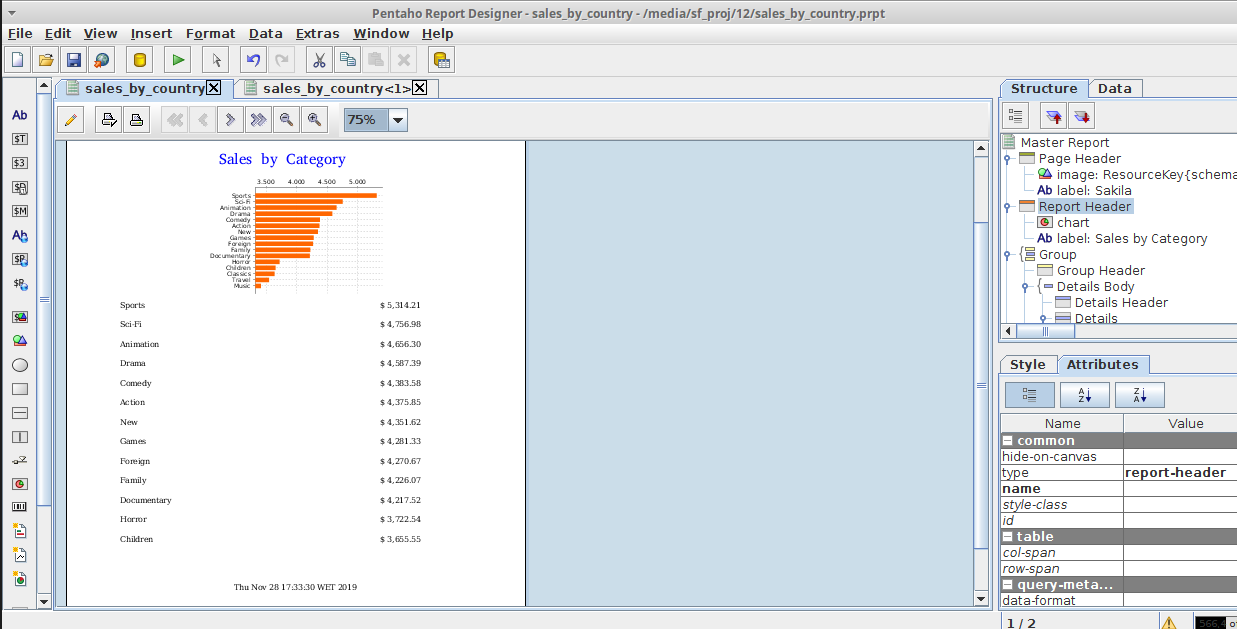 Pentaho Report Designer - sales_by_country - /media/sf_proj/12/sales_by_country.prpt
File Edit View Insert Format Data Extras Window Help
sales_by_country sales_by_country<1>
75%
Sales by Category
3.500 4.000 4.500 5.000
Sports
Sci-Fi
Animation
Drama
Comedy
Action
New
Games
Foreign
Family
Documentary
Horror
Children
Classics
Travel
Music
Sports $ 5,314.21
Sci-Fi $ 4,756.98
Animation $ 4,656.30
Drama $ 4,587.39
Comedy $ 4,383.58
Action $ 4,375.85
New $ 4,351.62
Games $ 4,281.33
Foreign $ 4,270.67
Family $ 4,226.07
Documentary $ 4,217.52
Horror $ 3,722.54
Children $ 3,655.55
Thu Nov 28 17:33:30 WET 2019
Ab
$T
$3
$M
Ab
$P
$P
Structure Data
Master Report
Page Header
image: ResourceKey{schema
Ab label: Sakila
Report Header
chart
Ab label: Sales by Category
Group
Group Header
Details Body
Details Header
Details
Style Attributes
A Z Z A
Name Value
common
hide-on-canvas
type report-header
name
style-class
id
table
col-span
row-span
query-meta...
data-format
1 / 2